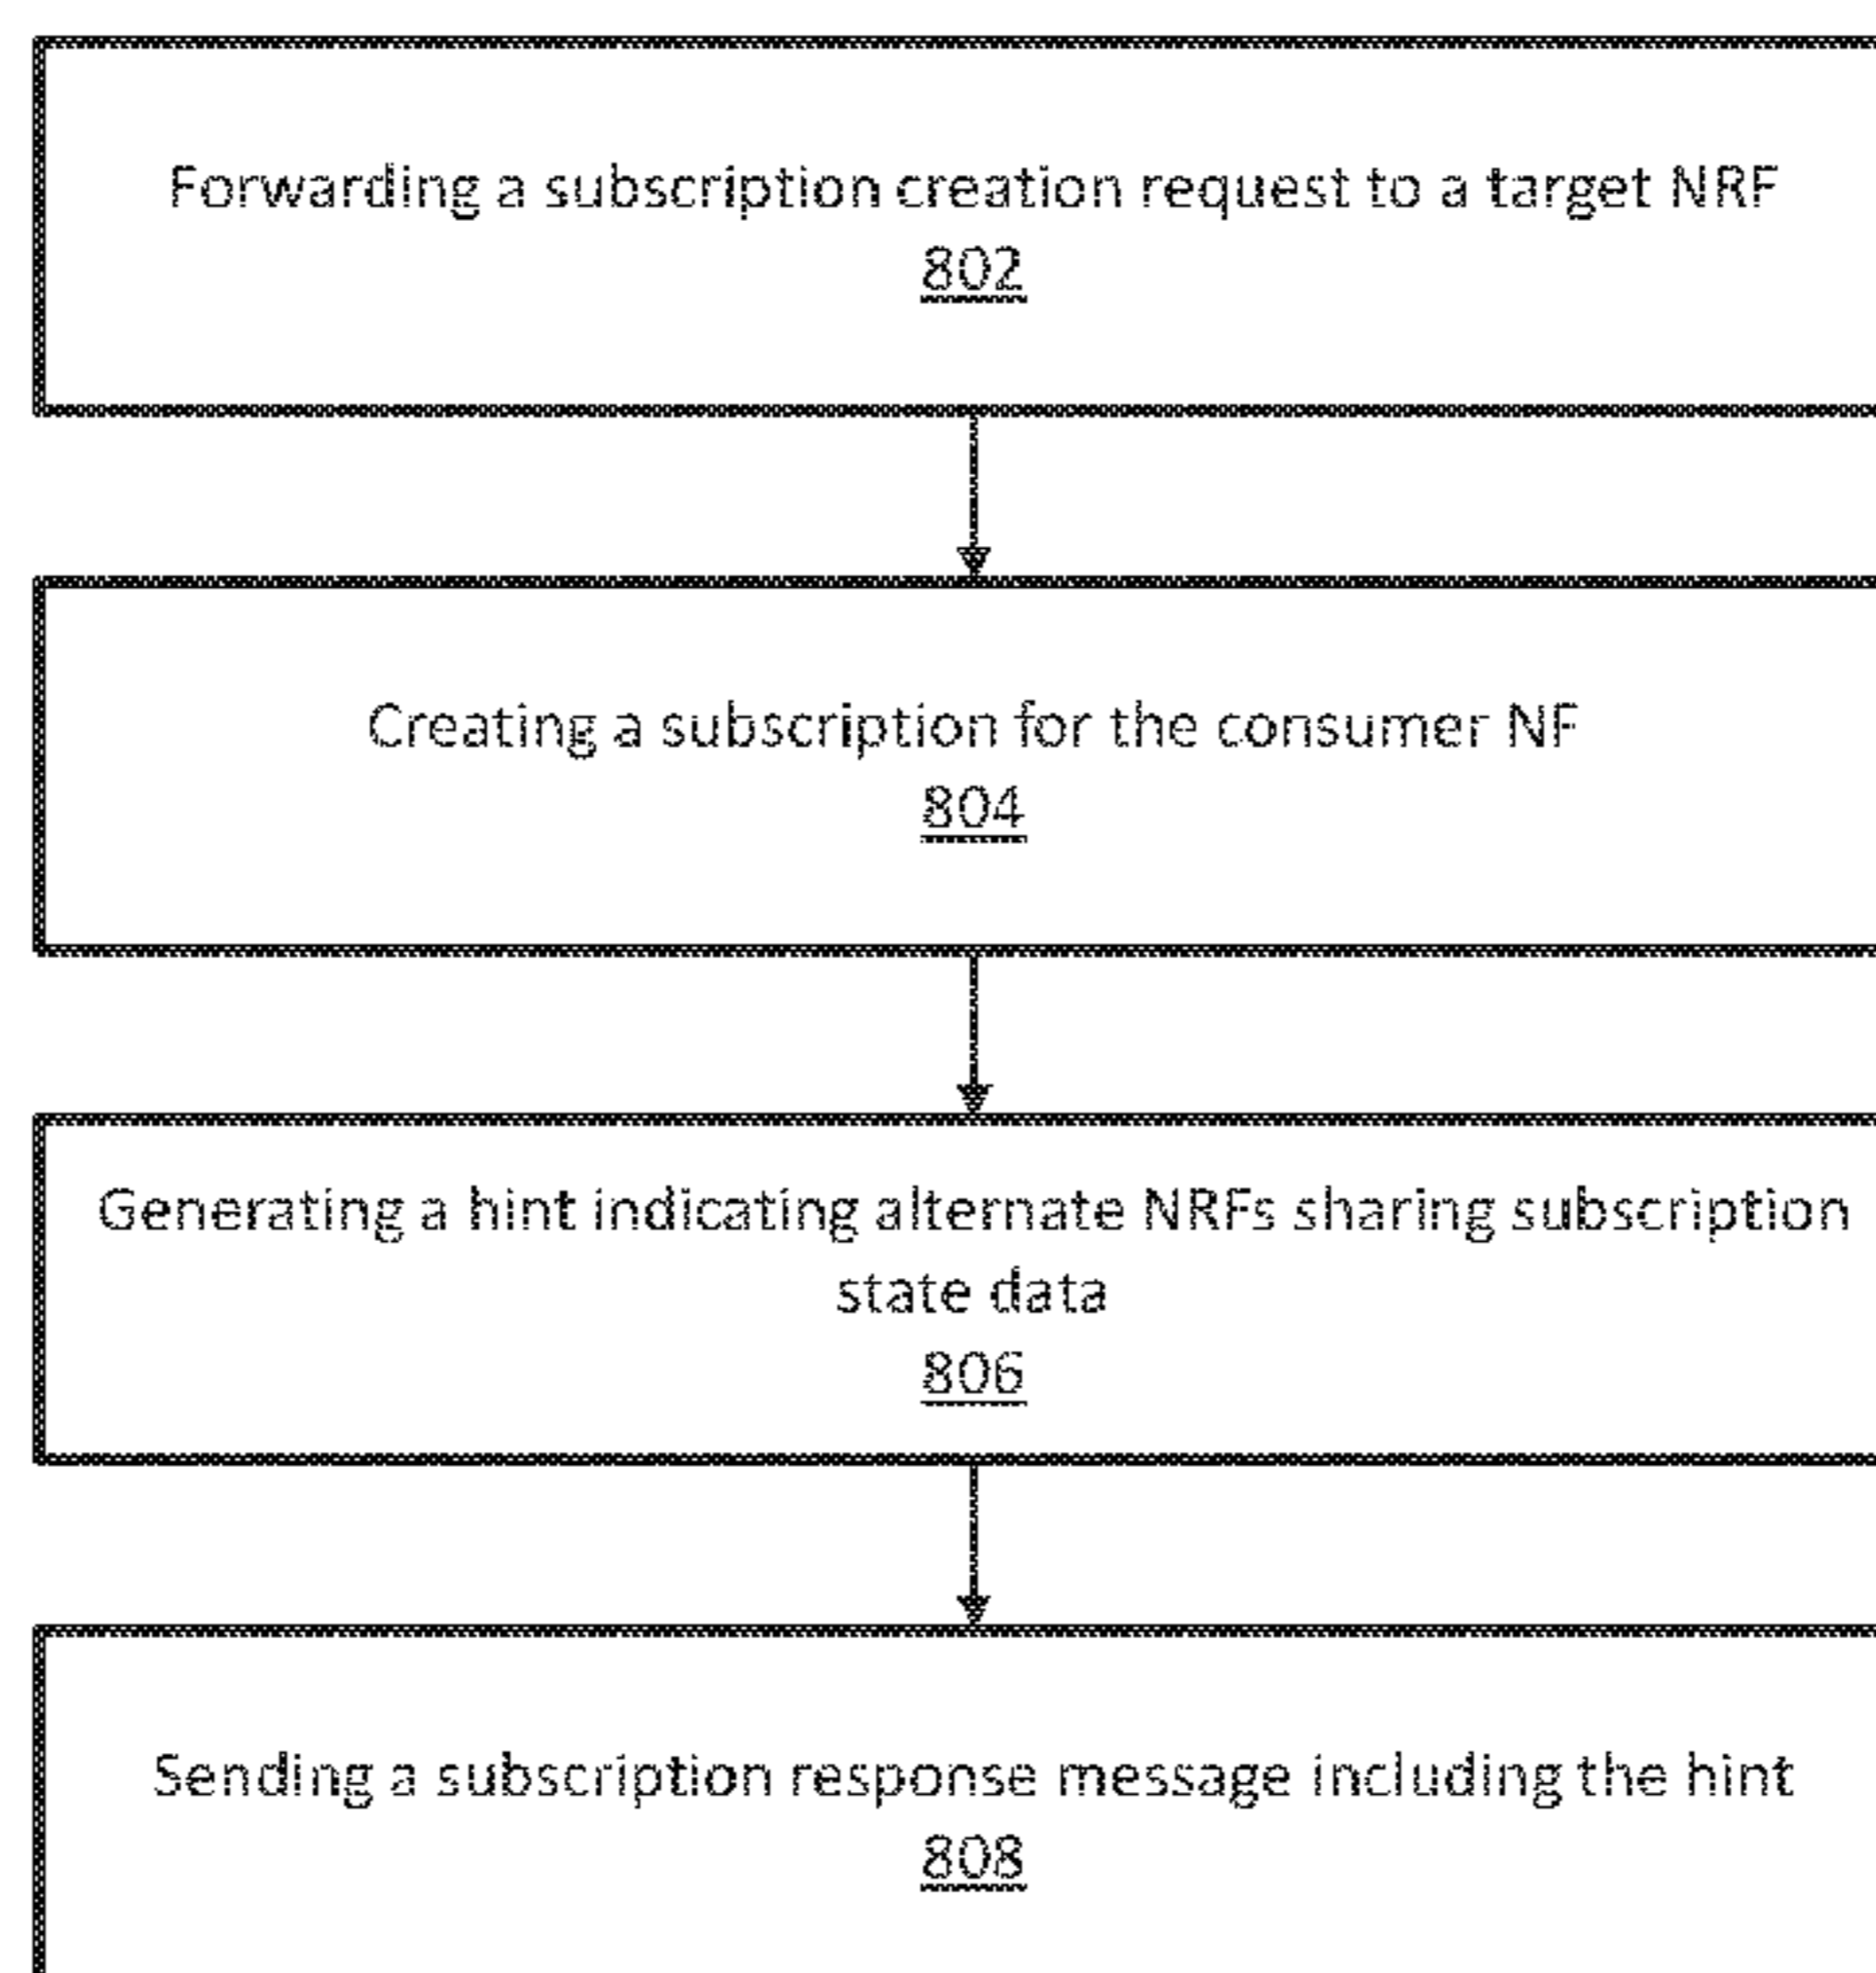 Forwarding a subscription creation request to a target NRF
802
Creating a subscription for the consumer NF
804
Generating a hint indicating alternate NRFs sharing subscription
state data
806
Sending a subscription response message including the hint
808